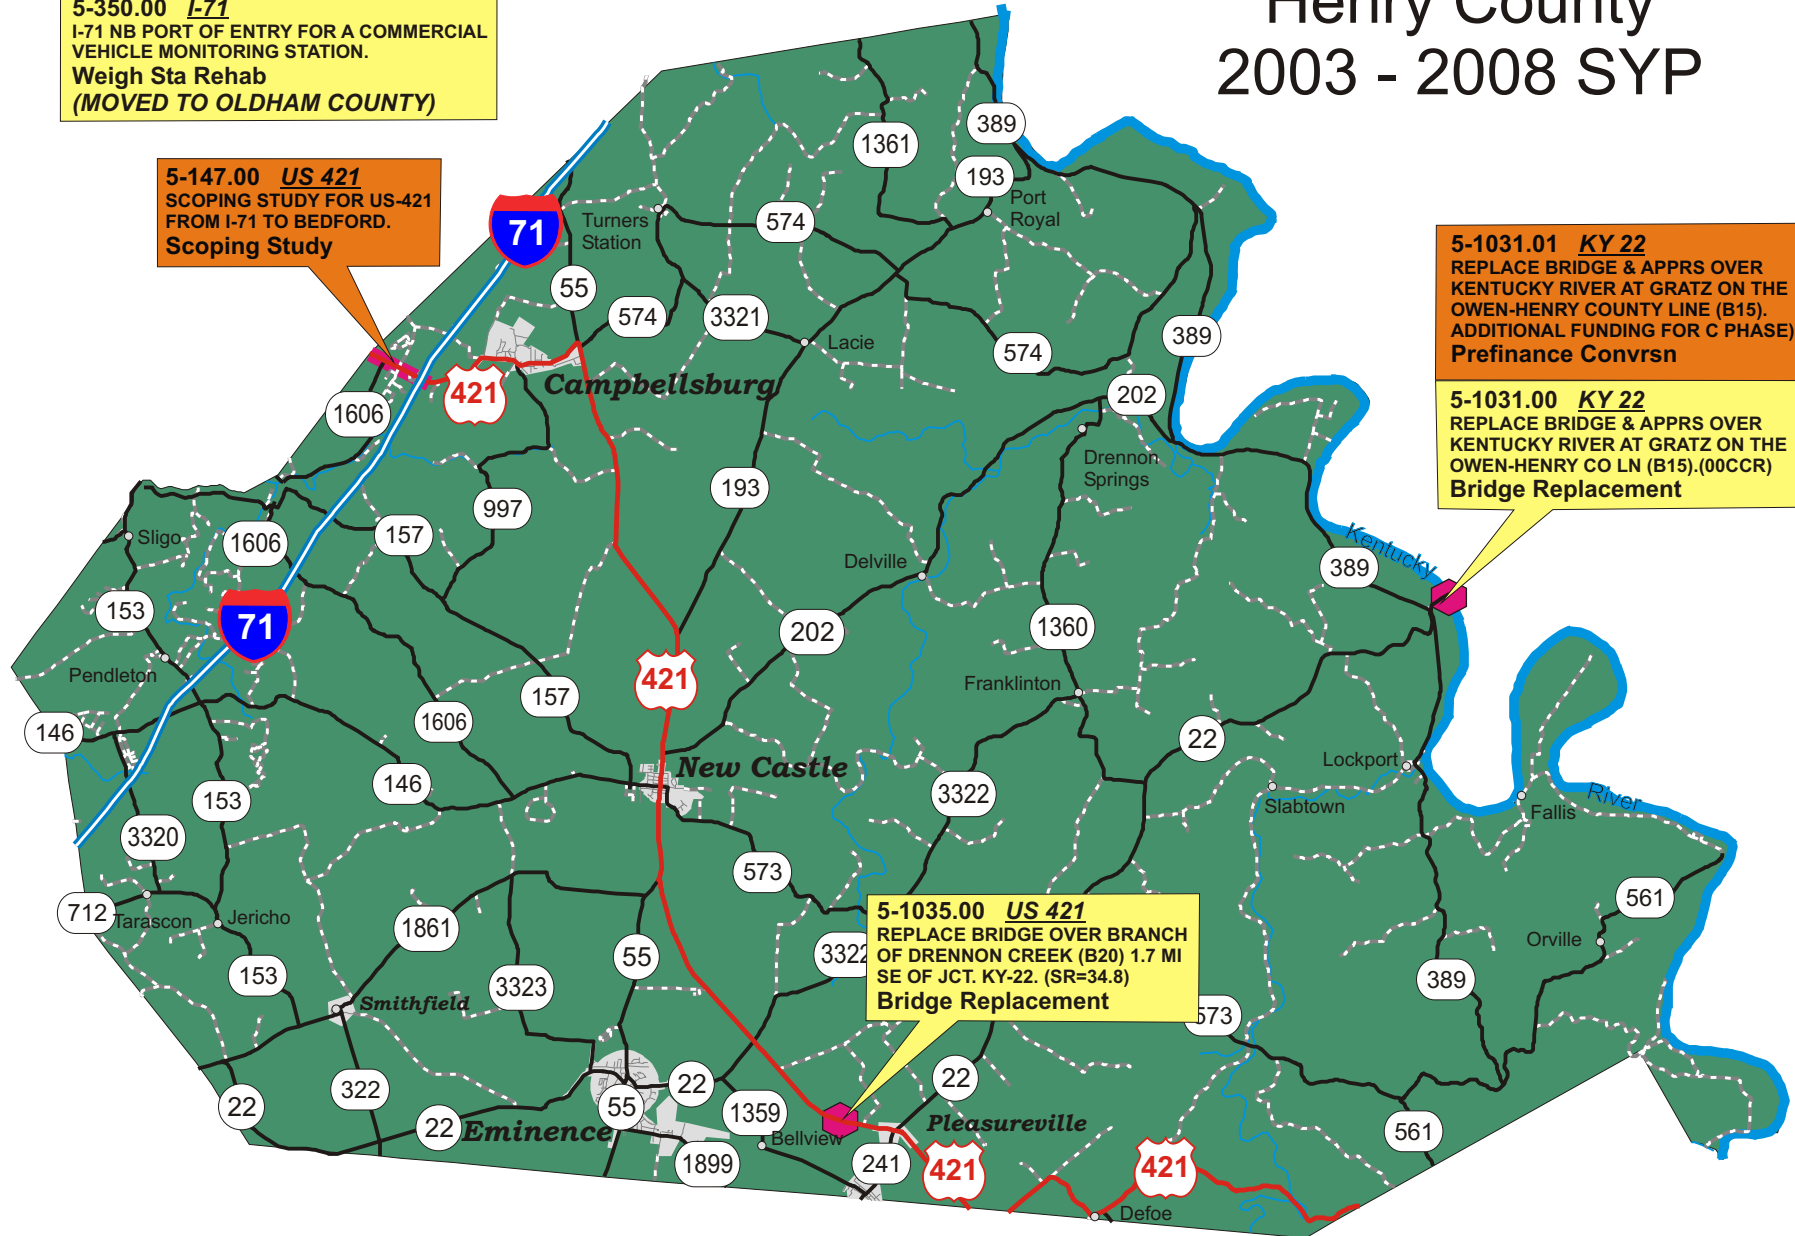 Henry County
2003 - 2008 SYP
5-350.00 I-71
I-71 NB PORT OF ENTRY FOR A COMMERCIAL
VEHICLE MONITORING STATION.
Weigh Sta Rehab
(MOVED TO OLDHAM COUNTY)
5-147.00 US 421
SCOPING STUDY FOR US-421
FROM I-71 TO BEDFORD.
Scoping Study
5-1031.01 KY 22
REPLACE BRIDGE & APPRS OVER
KENTUCKY RIVER AT GRATZ ON THE
OWEN-HENRY COUNTY LINE (B15).
ADDITIONAL FUNDING FOR C PHASE)
Prefinance Convrsn
5-1031.00 KY 22
REPLACE BRIDGE & APPRS OVER
KENTUCKY RIVER AT GRATZ ON THE
OWEN-HENRY CO LN (B15).(00CCR)
Bridge Replacement
5-1035.00 US 421
REPLACE BRIDGE OVER BRANCH
OF DRENNON CREEK (B20) 1.7 MI
SE OF JCT. KY-22. (SR=34.8)
Bridge Replacement
389
1361
193
Port
Royal
71
Turners
Station
574
55
574
3321
Lacie
574
389
421
Campbellsburg
1606
202
Drennon
Springs
193
997
157
Sligo
1606
Delville
Kentucky
389
153
71
202
1360
Pendleton
421
Franklinton
157
1606
146
22
New Castle
Lockport
146
153
3322
Slabtown
River
Fallis
3320
573
561
712
Tarascon
Jericho
1861
Orville
55
3322
153
3323
389
Smithfield
573
22
22
322
22
55
1359
22
Eminence
Bellview
Pleasureville
561
1899
241
421
421
Defoe